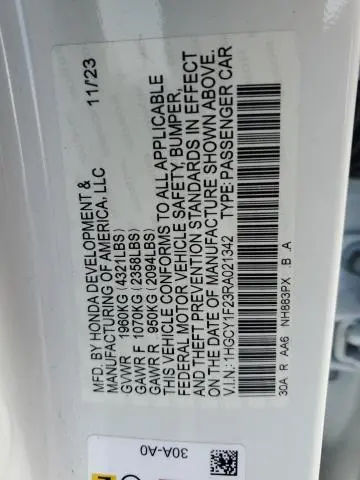 MFD. BY HONDA DEVELOPMENT & 11/'23
MANUFACTURING OF AMERICA, LLC
GVWR 1960KG (4321LBS)
GAWR F 1070KG (2358LBS)
GAWR R 950KG (2094LBS)
THIS VEHICLE CONFORMS TO ALL APPLICABLE
FEDERAL MOTOR VEHICLE SAFETY, BUMPER,
AND THEFT PREVENTION STANDARDS IN EFFECT
ON THE DATE OF MANUFACTURE SHOWN ABOVE.
V.I.N.: 1HGCY1F23RA021342 TYPE: PASSENGER CAR
30A R AA6 NH883PX .B .A
30A-A0